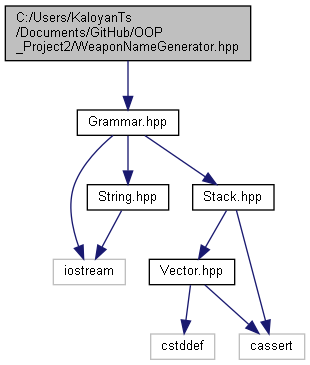 C:/Users/KaloyanTs
/Documents/GitHub/OOP
_Project2/WeaponNameGenerator.hpp
Grammar.hpp
String.hpp
Stack.hpp
iostream
Vector.hpp
cstddef
cassert